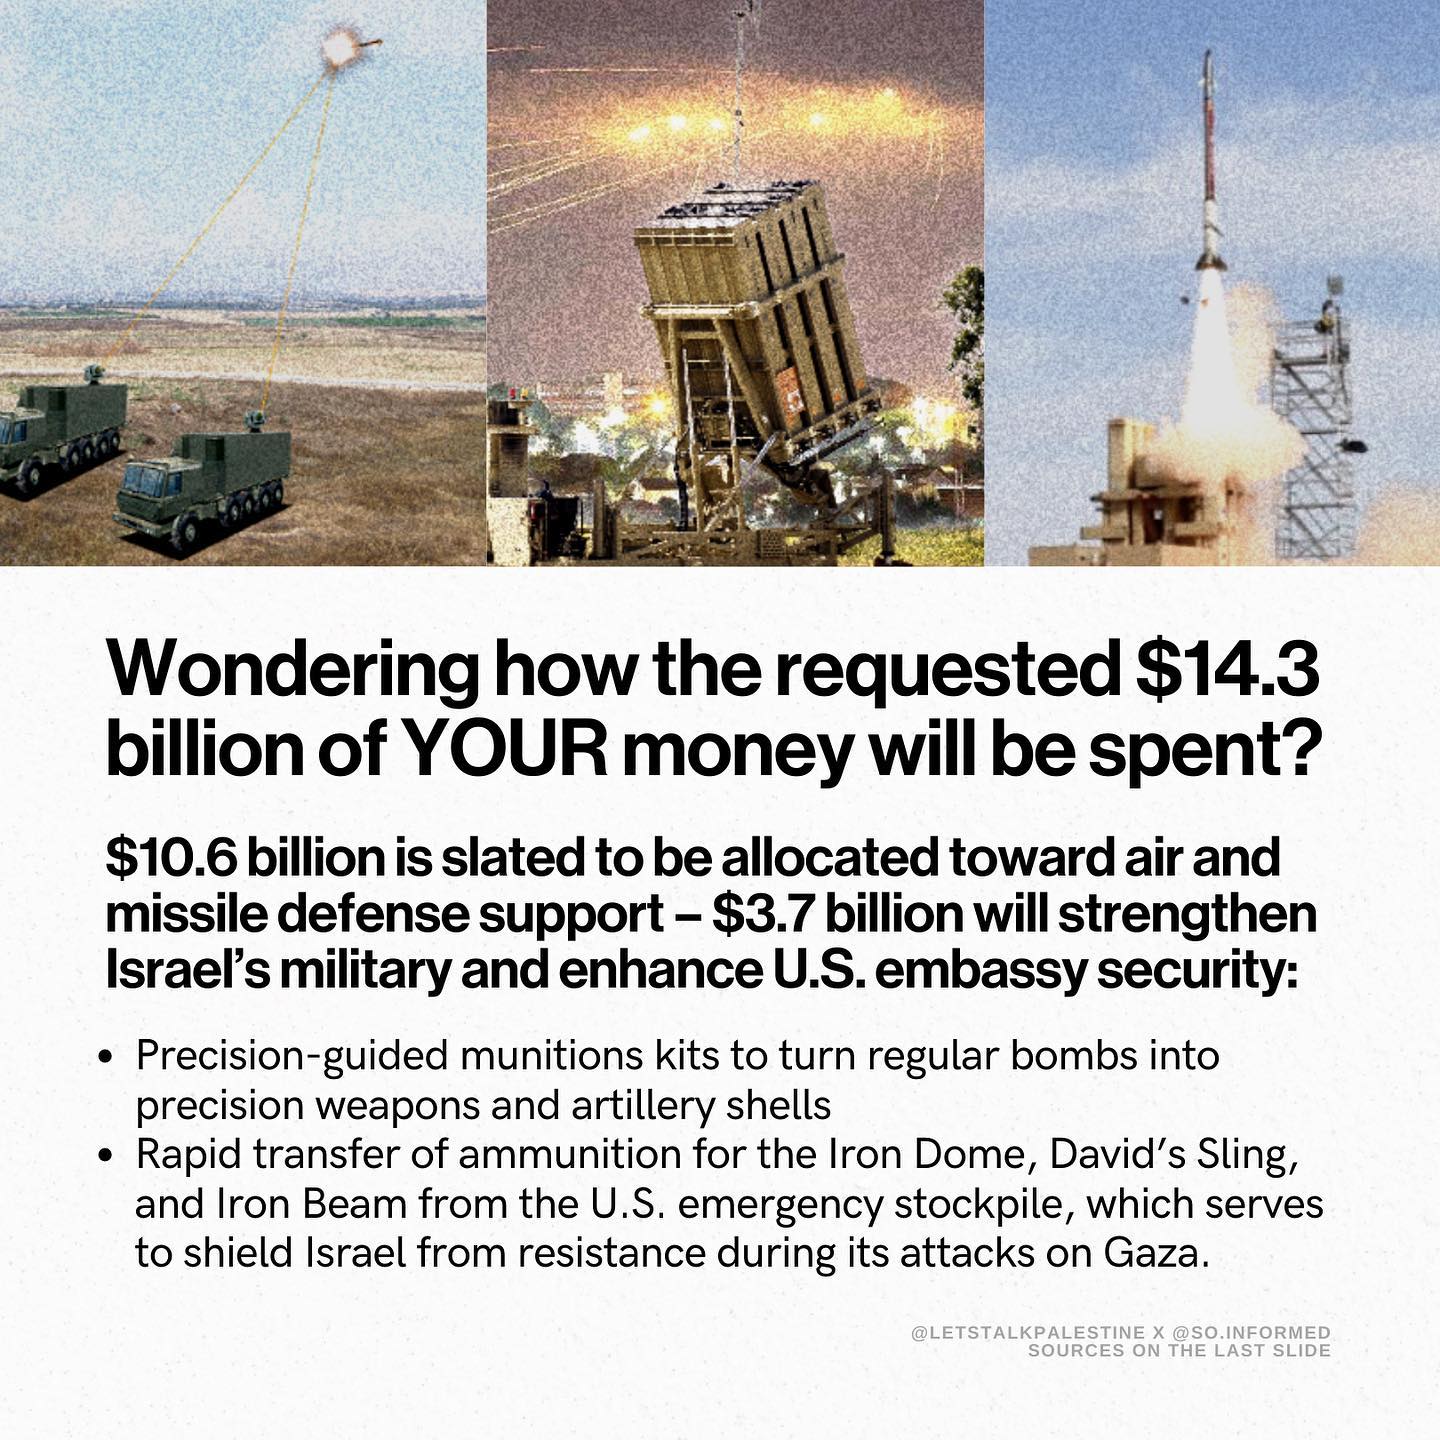 Wondering how the requested $14.3
billion of YOUR money will be spent?
$10.6 billion is slated to be allocated toward air and
missile defense support – $3.7 billion will strengthen
Israel’s military and enhance U.S. embassy security:
• Precision-guided munitions kits to turn regular bombs into
precision weapons and artillery shells
• Rapid transfer of ammunition for the Iron Dome, David’s Sling,
and Iron Beam from the U.S. emergency stockpile, which serves
to shield Israel from resistance during its attacks on Gaza.
@LETSTALKPALESTINE X @SO.INFORMED
SOURCES ON THE LAST SLIDE